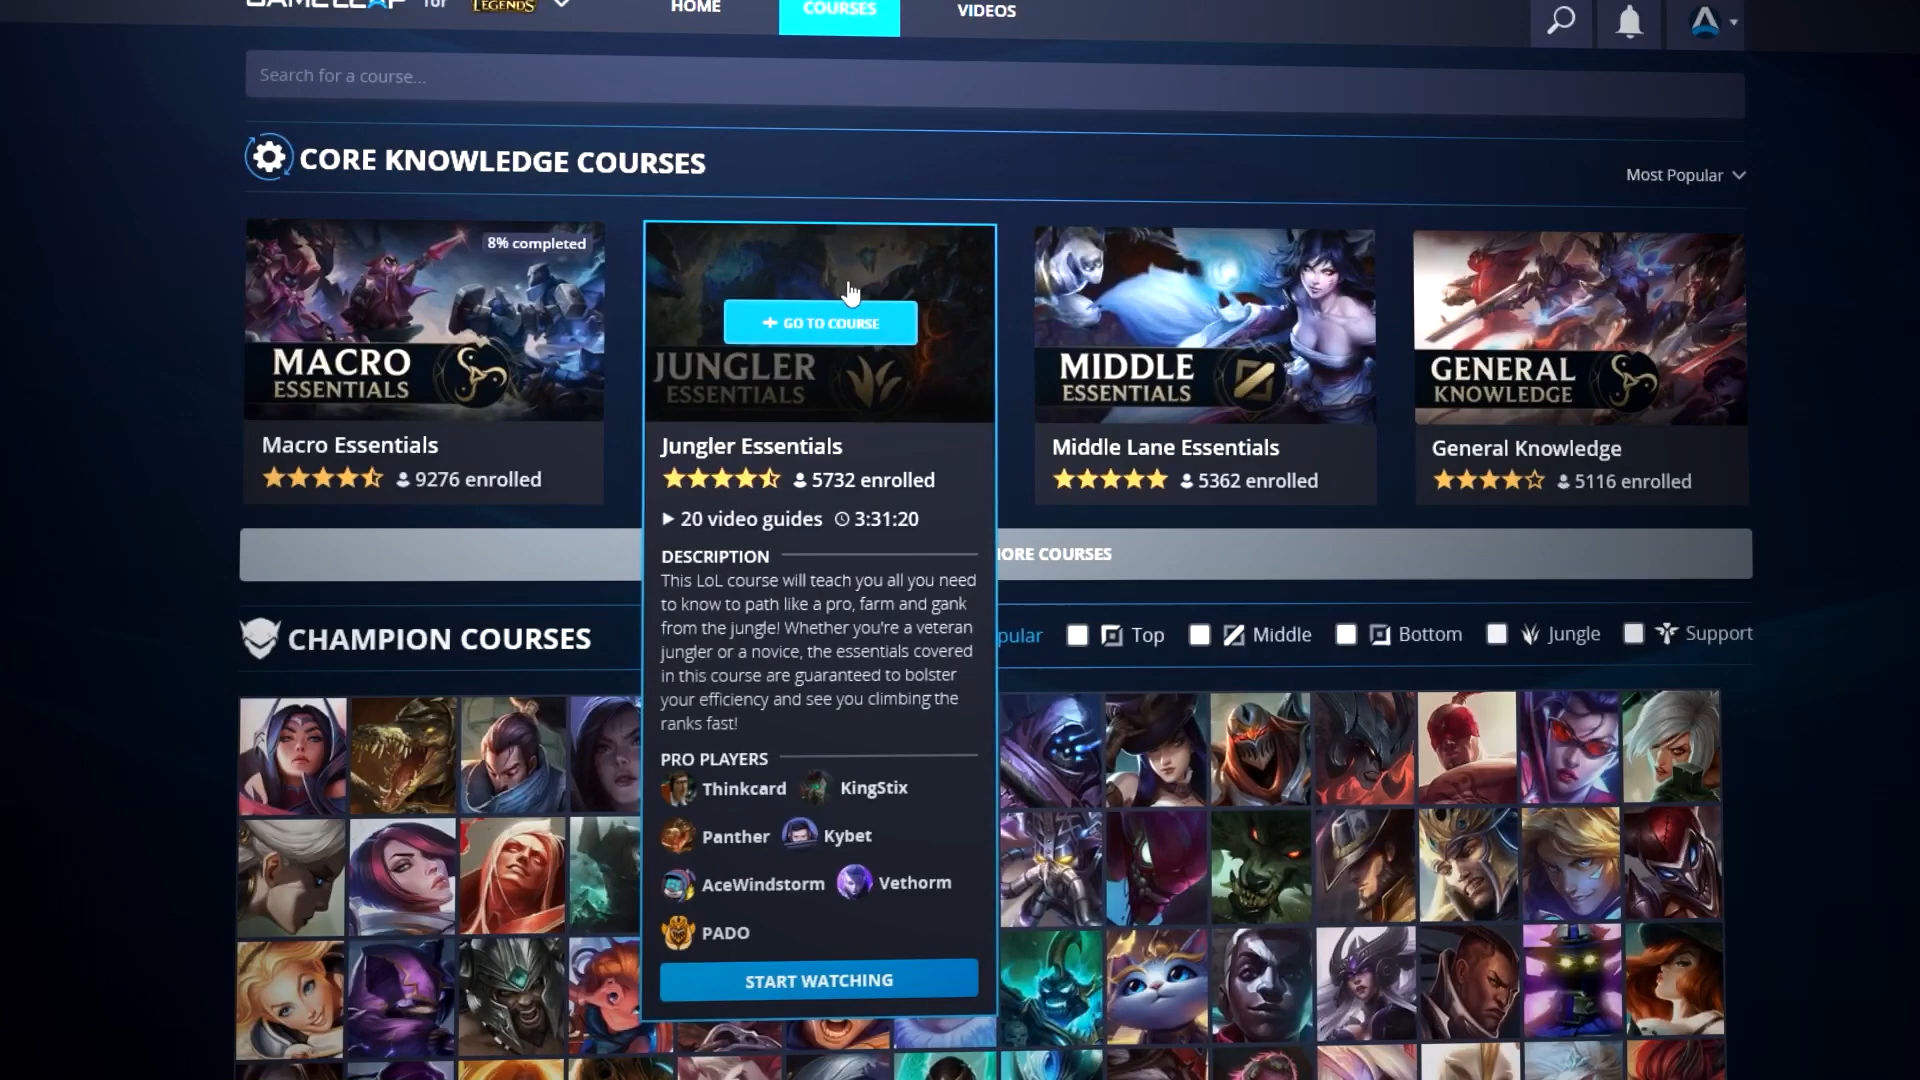 GAMELEAP for LEGENDS
HOME
COURSES
VIDEOS
Search for a course...
CORE KNOWLEDGE COURSES
Most Popular
8% completed
MACRO
ESSENTIALS
Macro Essentials
9276 enrolled
+ GO TO COURSE
JUNGLER
ESSENTIALS
Jungler Essentials
5732 enrolled
20 video guides 3:31:20
DESCRIPTION
This LoL course will teach you all you need
to know to path like a pro, farm and gank
from the jungle! Whether you're a veteran
jungler or a novice, the essentials covered
in this course are guaranteed to bolster
your efficiency and see you climbing the
ranks fast!
PRO PLAYERS
Thinkcard KingStix
Panther Kybet
AceWindstorm Vethorm
PADO
START WATCHING
MIDDLE
ESSENTIALS
Middle Lane Essentials
5362 enrolled
GENERAL
KNOWLEDGE
General Knowledge
5116 enrolled
ORE COURSES
CHAMPION COURSES
pular
Top
Middle
Bottom
Jungle
Support